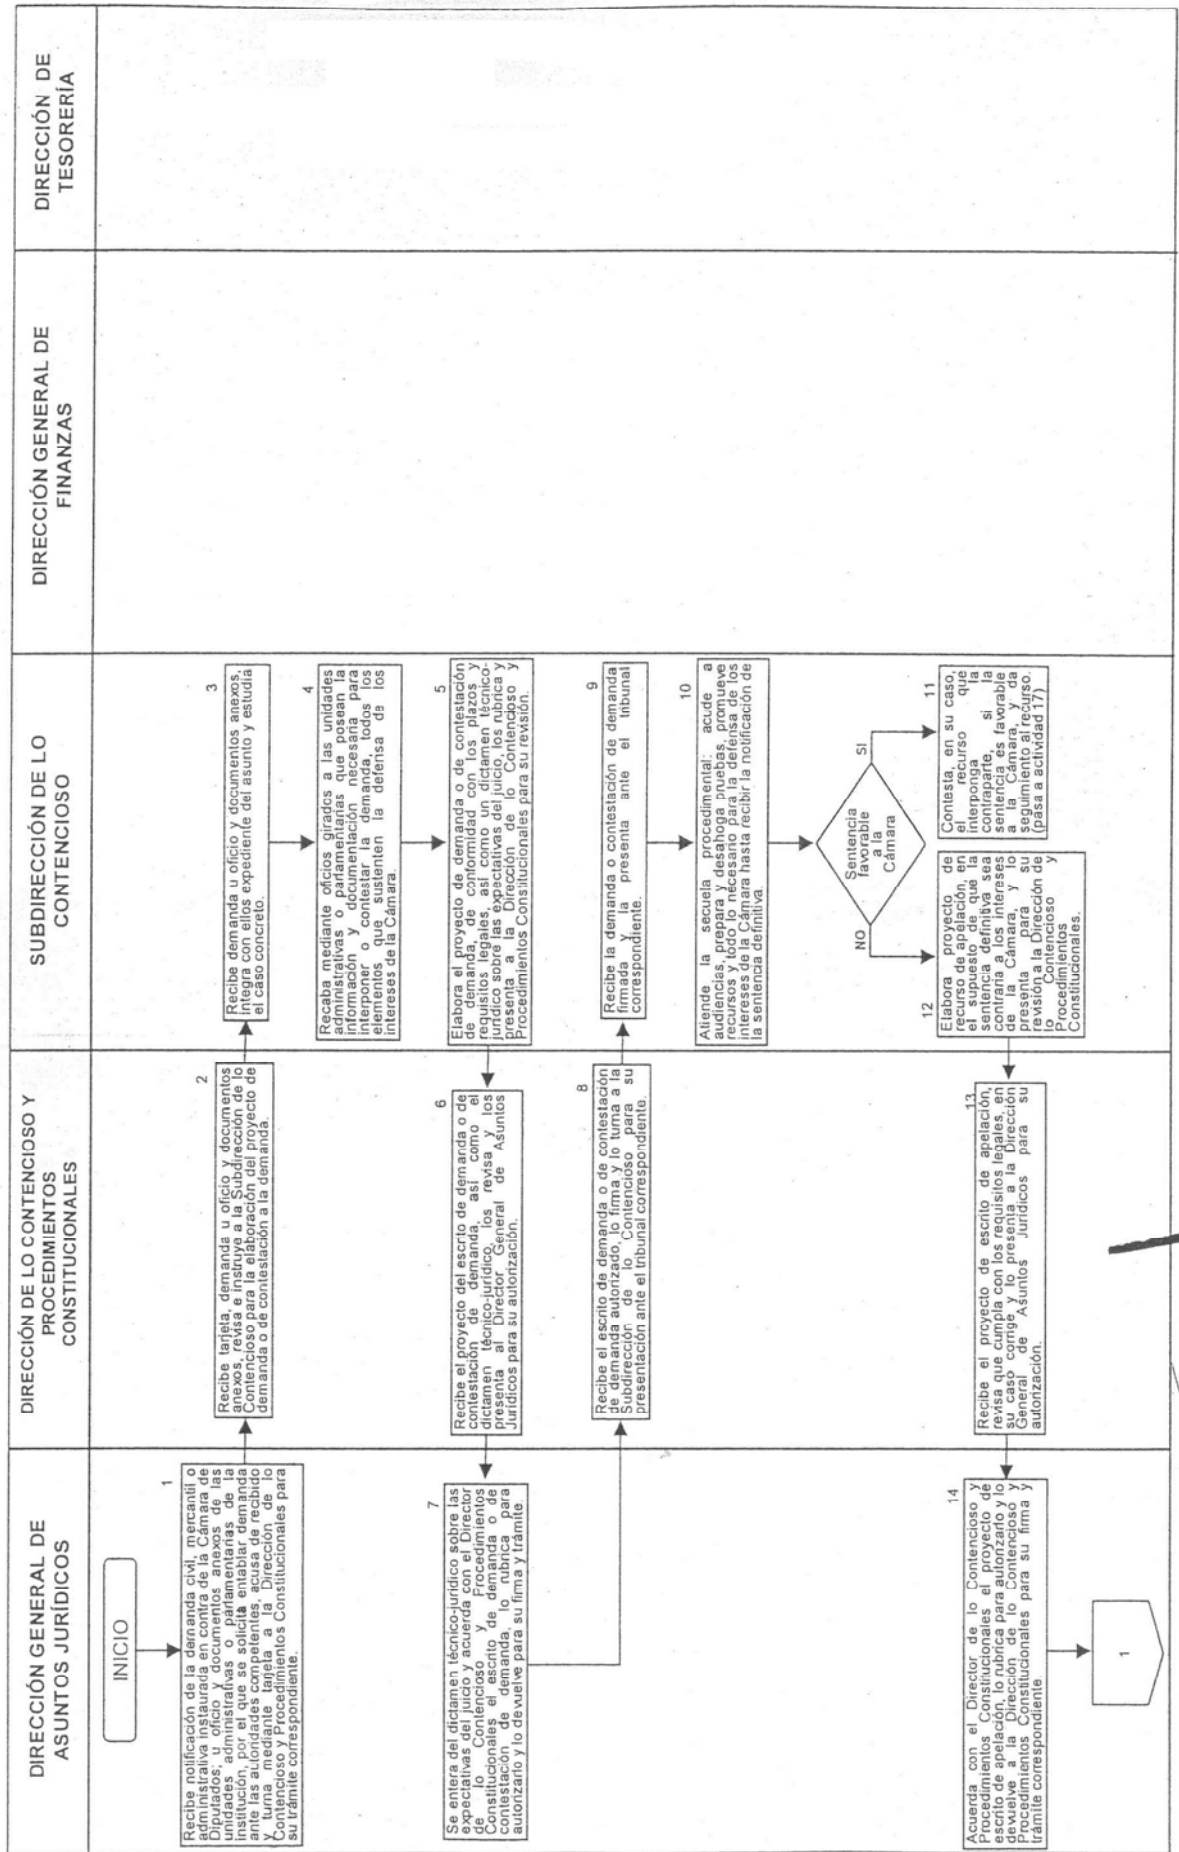 DIRECCIÓN GENERAL DE
ASUNTOS JURÍDICOS
DIRECCIÓN DE LO CONTENCIOSO Y
PROCEDIMIENTOS
CONSTITUCIONALES
SUBDIRECCIÓN DE LO
CONTENCIOSO
DIRECCIÓN GENERAL DE
FINANZAS
DIRECCIÓN DE
TESORERÍA
INICIO
1
Recibe notificación de la demanda civil, mercantil o
administrativa instaurada en contra de la Cámara de
Diputados; u oficio y documentos anexos de las
unidades administrativas o parlamentarias de la
institución, por el que se solicita entablar demanda
ante las autoridades competentes, acusa de recibido
y turna mediante tarjeta a la Dirección de lo
Contencioso y Procedimientos Constitucionales para
su trámite correspondiente.
2
Recibe tarjeta, demanda u oficio y documentos
anexos, revisa e instruye a la Subdirección de lo
Contencioso para la elaboración del proyecto de
demanda o de contestación a la demanda.
3
Recibe demanda u oficio y documentos anexos,
integra con ellos expediente del asunto y estudia
el caso concreto.
4
Recaba mediante oficios girados a las unidades
administrativas o parlamentarias que posean la
información y documentación necesaria para
interponer o contestar la demanda, todos los
elementos que sustenten la defensa de los
intereses de la Cámara.
5
Elabora el proyecto de demanda o de contestación
de demanda, de conformidad con los plazos y
requisitos legales, así como un dictamen técnico-
jurídico sobre las expectativas del juicio, los rubrica y
presenta a la Dirección de lo Contencioso y
Procedimientos Constitucionales para su revisión.
6
Recibe el proyecto del escrito de demanda o de
contestación de demanda, así como el
dictamen técnico-jurídico, los revisa y los
presenta al Director General de Asuntos
Jurídicos para su autorización.
7
Se entera del dictamen técnico-jurídico sobre las
expectativas del juicio y acuerda con el Director
de lo Contencioso y Procedimientos
Constitucionales el escrito de demanda o de
contestación de demanda, lo rubrica para
autorizarlo y lo devuelve para su firma y trámite.
8
Recibe el escrito de demanda o de contestación
de demanda autorizado, lo firma y lo turna a la
Subdirección de lo Contencioso para su
presentación ante el tribunal correspondiente.
9
Recibe la demanda o contestación de demanda
firmada y la presenta ante el tribunal
correspondiente.
10
Atiende la secuela procedimental: acude a
audiencias, prepara y desahoga pruebas, promueve
recursos y todo lo necesario para la defensa de los
intereses de la Cámara hasta recibir la notificación de
la sentencia definitiva.
Sentencia
favorable
a la
Cámara
NO
SI
11
Contesta, en su caso,
el recurso que
interponga la
contraparte, si la
sentencia es favorable
a la Cámara, y da
seguimiento al recurso.
(pasa a actividad 17)
12
Elabora proyecto de
recurso de apelación, en
el supuesto de que la
sentencia definitiva sea
contraria a los intereses
de la Cámara, y lo
presenta para su
revisión a la Dirección de
lo Contencioso y
Procedimientos
Constitucionales.
13
Recibe el proyecto de escrito de apelación,
revisa que cumpla con los requisitos legales, en
su caso corrige y lo presenta a la Dirección
General de Asuntos Jurídicos para su
autorización.
14
Acuerda con el Director de lo Contencioso y
Procedimientos Constitucionales el proyecto de
escrito de apelación, lo rubrica para autorizarlo y lo
devuelve a la Dirección de lo Contencioso y
Procedimientos Constitucionales para su firma y
trámite correspondiente.
1